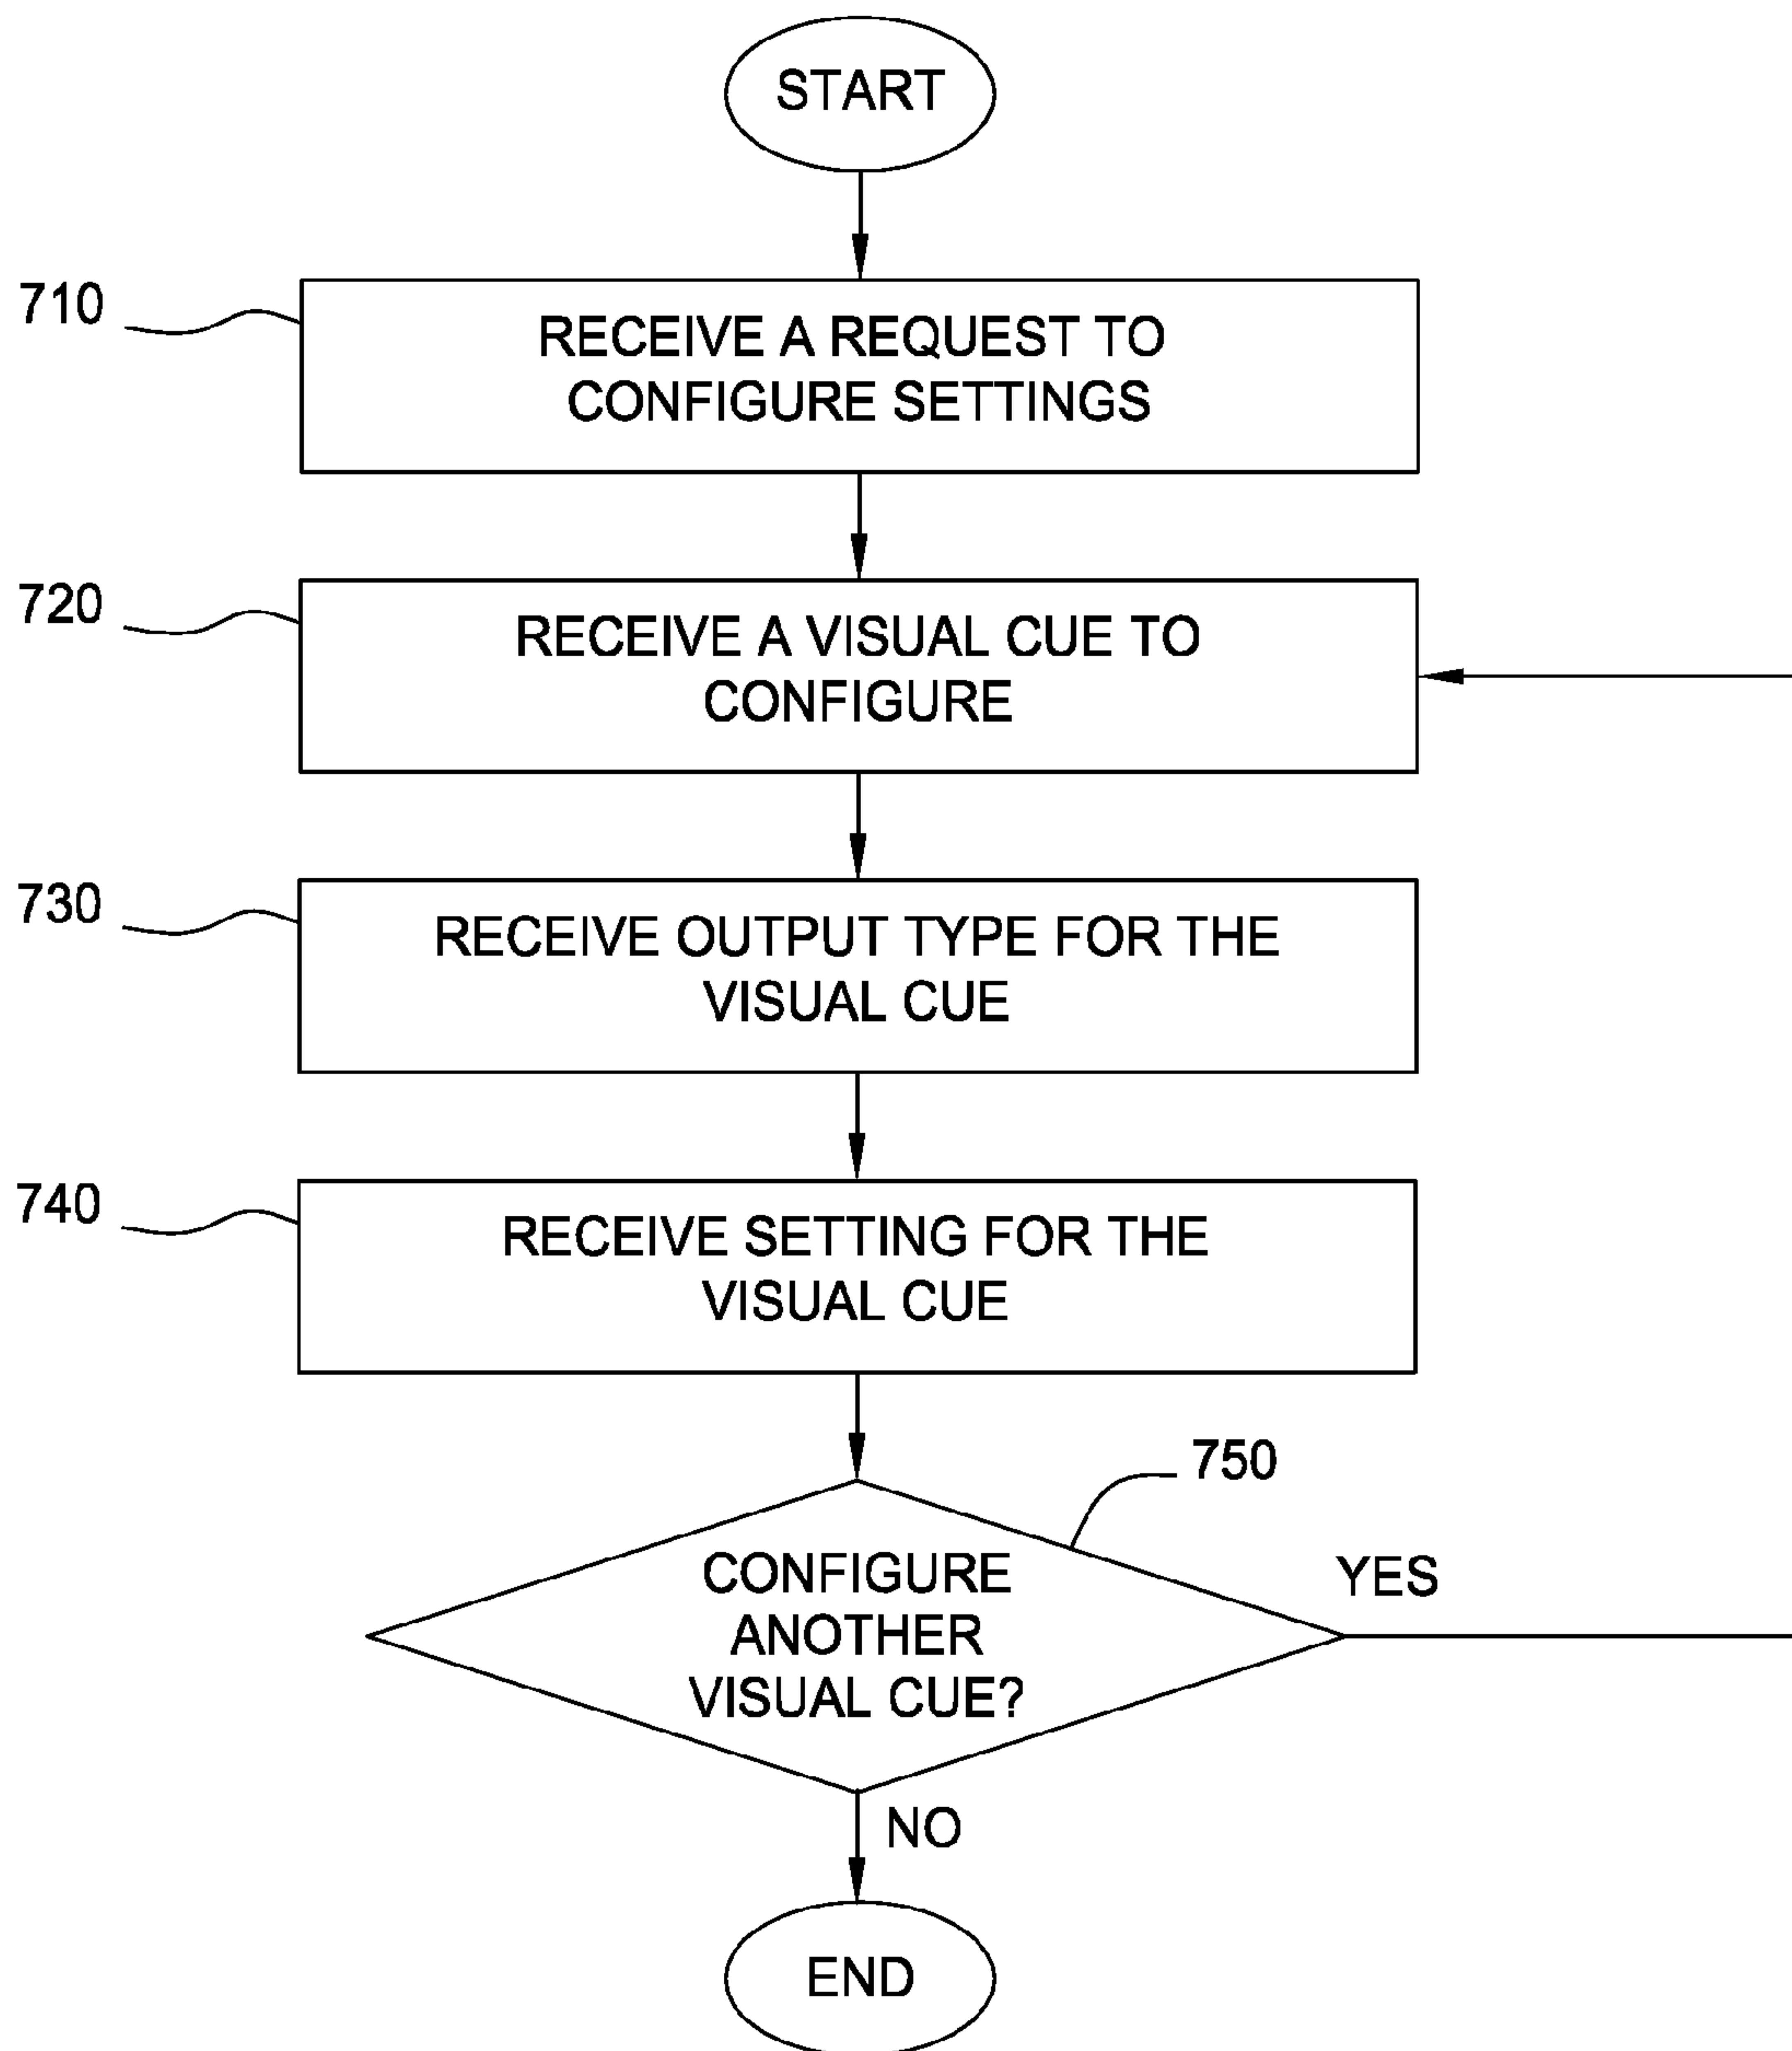 START
710
RECEIVE A REQUEST TO
CONFIGURE SETTINGS
720
RECEIVE A VISUAL CUE TO
CONFIGURE
730
RECEIVE OUTPUT TYPE FOR THE
VISUAL CUE
740
RECEIVE SETTING FOR THE
VISUAL CUE
750
CONFIGURE
ANOTHER
VISUAL CUE?
YES
NO
END